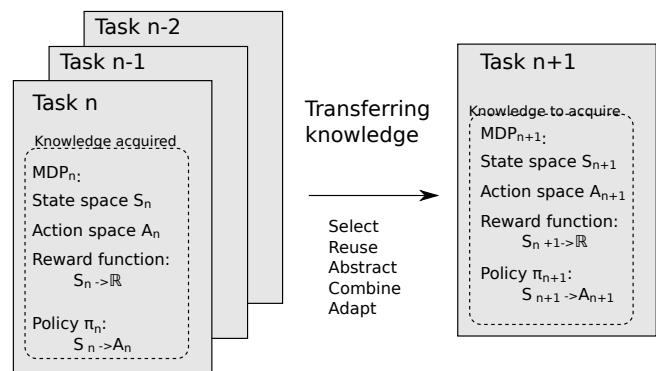 Task n-2
Task n-1
Task n
Knowledge acquired
MDPₙ:
State space Sₙ
Action space Aₙ
Reward function:
Sₙ ->ℝ
Policy πₙ:
S ₙ ->Aₙ
Transferring
knowledge
Select
Reuse
Abstract
Combine
Adapt
Task n+1
Knowledge to acquire
MDPₙ₊₁:
State space Sₙ₊₁
Action space Aₙ₊₁
Reward function:
Sₙ ₊₁->ℝ
Policy πₙ₊₁:
S ₙ₊₁ ->Aₙ₊₁